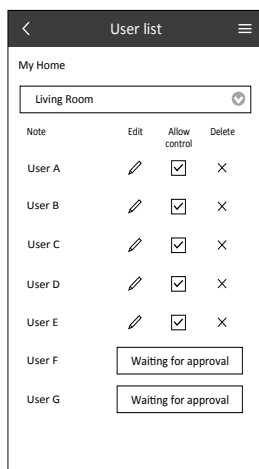 User list
My Home
Living Room
Note Edit Allow control Delete
User A
User B
User C
User D
User E
User F Waiting for approval
User G Waiting for approval